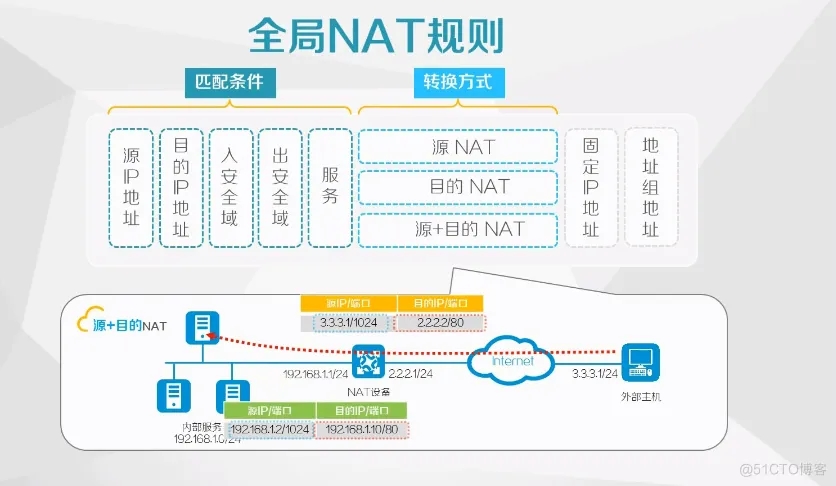 全局NAT规则
匹配条件
转换方式
源IP地址
目的IP地址
入安全域
出安全域
服务
源 NAT
目的 NAT
源+目的 NAT
固定IP地址
地址组地址
源+目的NAT
源IP/端口
目的IP/端口
3.3.3.1/1024
2.2.2.2/80
Internet
192.168.1.1/24
2.2.2.1/24
3.3.3.1/24
NAT设备
外部主机
源IP/端口
目的IP/端口
内部服务
192.168.1.2/1024
192.168.1.10/80
192.168.1.0/24
@51CTO博客